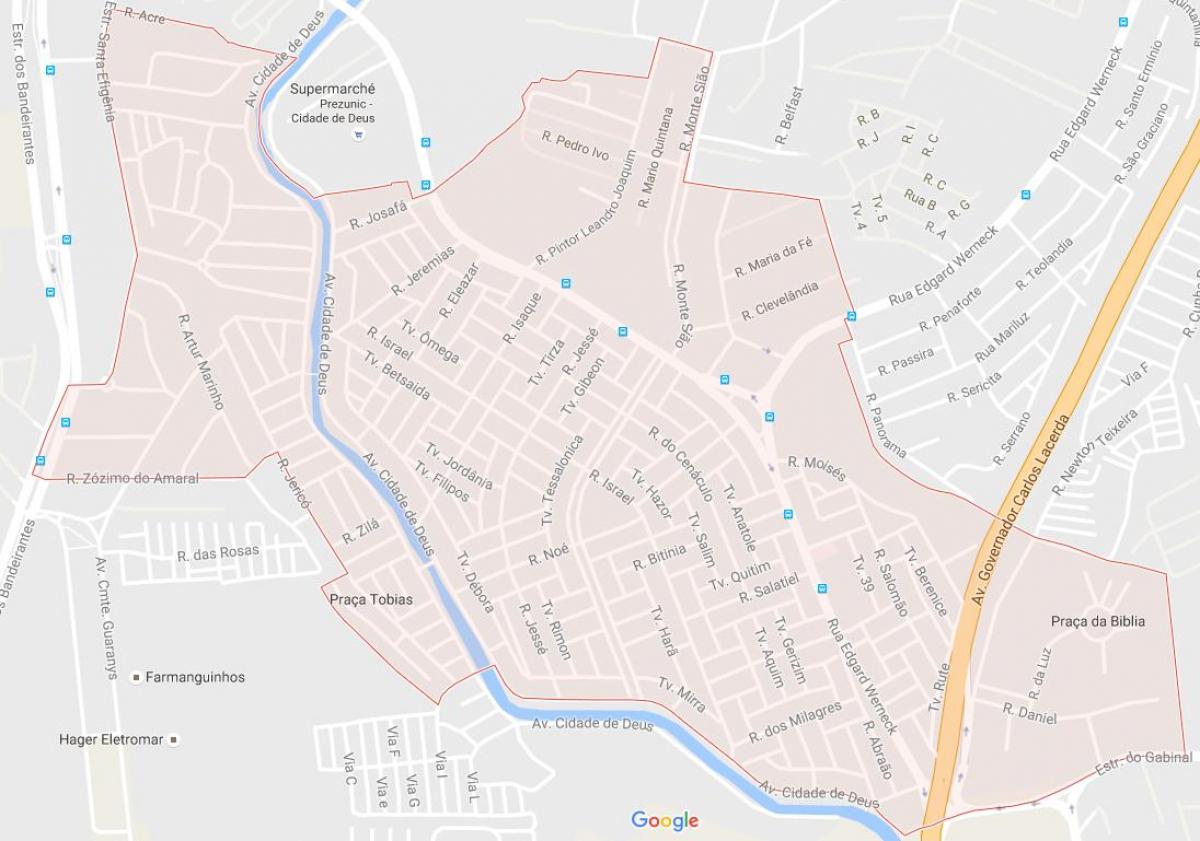 R. Acre
Estr. dos Bandeirantes
Estr. Santa Efigênia
Av. Cidade de Deus
Supermarché
Prezunic -
Cidade de Deus
R. Pedro Ivo
R. Mario Quintana
R. Monte Sião
R. Belfast
R. B
R. J
R. I
R. C
R. C
Rua B
R. G
R. A
Tv. 5
Tv. 4
Rua Edgard Werneck
R. Santo Ermínio
R. São Graciano
R. Josafá
R. Pintor Leandro Joaquim
R. Jeremias
R. Eleazar
R. Maria da Fé
R. Clevelândia
R. Monte São
Rua Edgard Werneck
R. Teolandia
R. Penaforte
Rua Mariluz
R. Passira
R. Sericita
R. Serrano
R. Panorama
Via F
R. Newton Teixeira
Av. Cidade de Deus
R. Artur Marinho
R. Isaque
R. Israel
Tv. Ômega
Tv. Betsaida
Tv. Tirza
R. Jessé
Tv. Gibeon
R. Zózimo do Amaral
R. Jericó
R. Zilá
Av. Cidade de Deus
Tv. Jordânia
Tv. Filipos
Tv. Tessalonica
R. Israel
R. do Cenáculo
Tv. Hazor
Tv. Anatole
Tv. Salim
R. Moisés
Av. Governador Carlos Lacerda
os Bandeirantes
Av. Cmte. Guaranys
R. das Rosas
Praça Tobias
Tv. Débora
R. Noé
R. Bitinia
Tv. Quitim
R. Salatiel
Tv. 39
R. Salomão
Tv. Berenice
R. Jessé
Tv. Rimon
Tv. Hará
Tv. Gerizim
Tv. Aquim
Rua Edgard Werneck
Praça da Biblia
R. da Luz
R. Daniel
Tv. Rute
Farmanguinhos
Hager Eletromar
Tv. Mirra
R. dos Milagres
R. Abraão
Av. Cidade de Deus
Via C
Via F
Via e
Via G
Via I
Via L
Av. Cidade de Deus
Estr. do Gabinal
Google